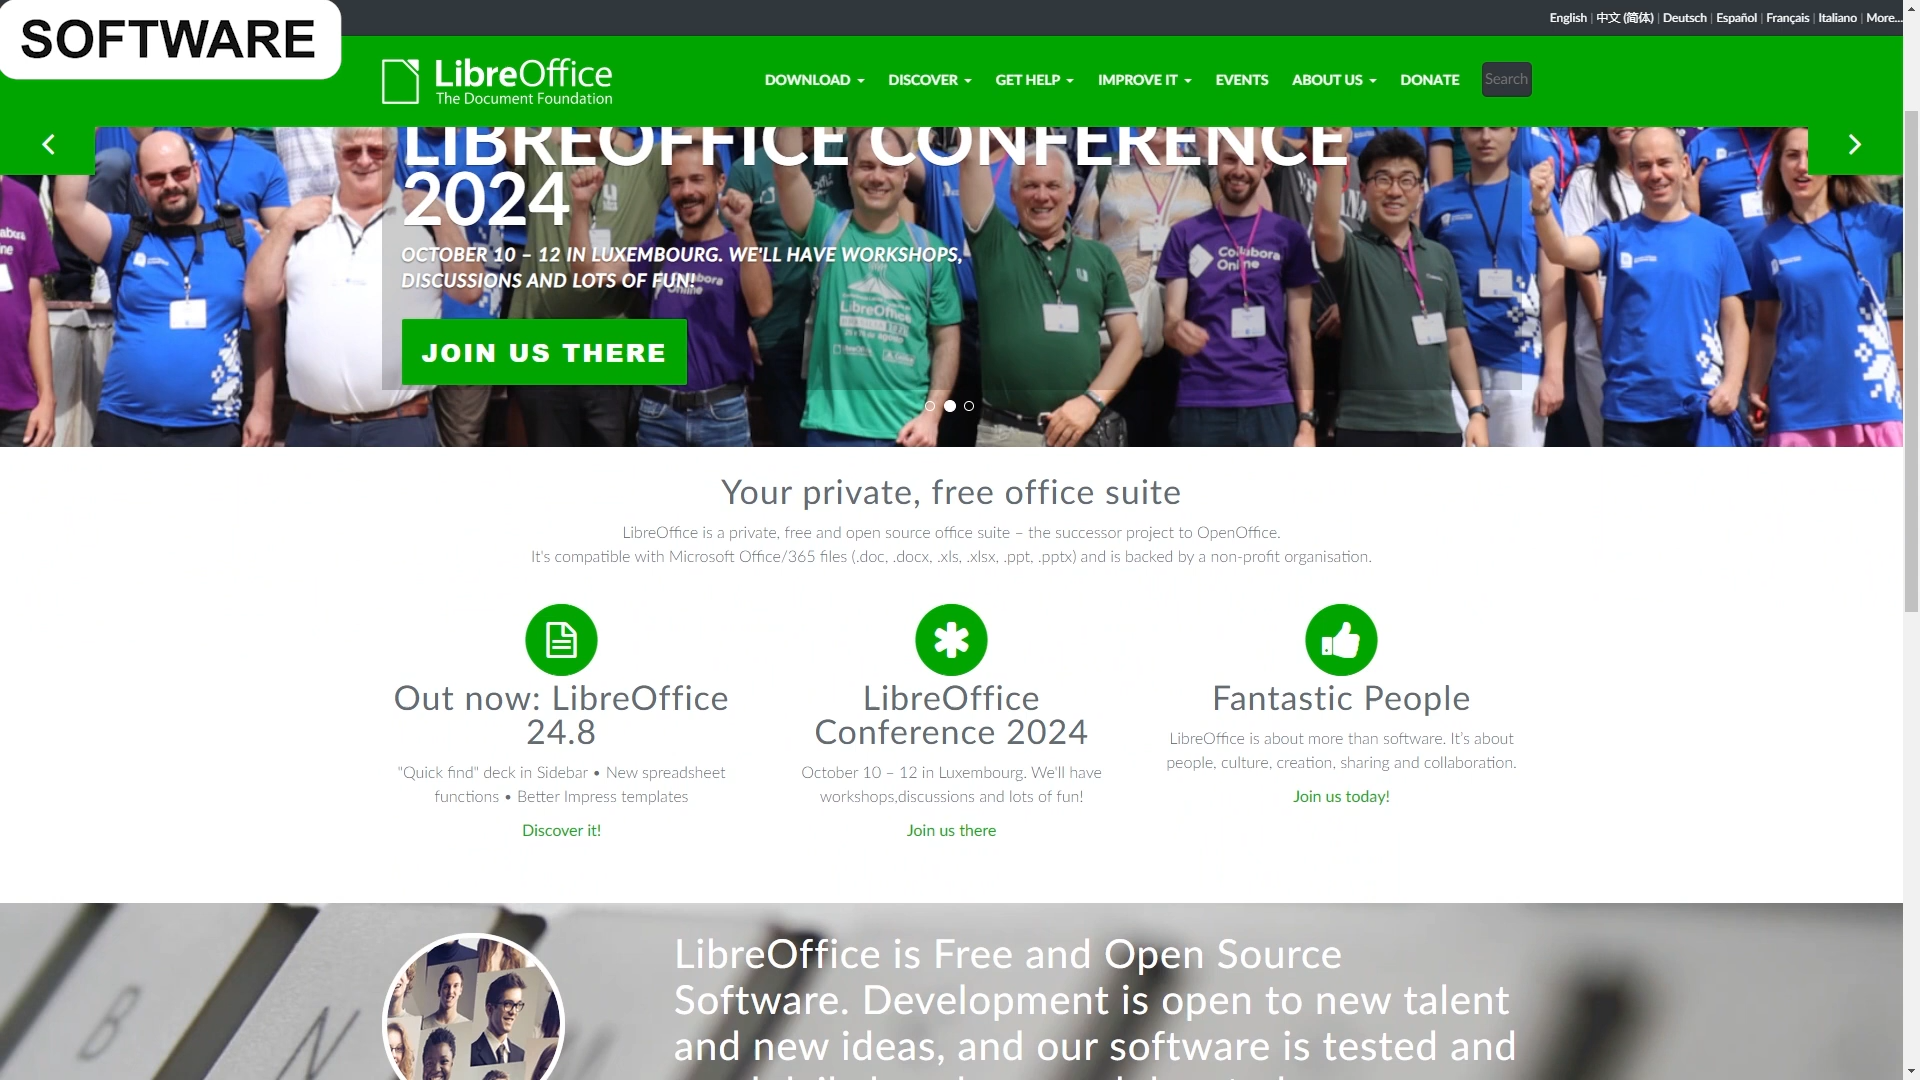 SOFTWARE
English | 中文 (简体) | Deutsch | Español | Français | Italiano | More...
LibreOffice
The Document Foundation
DOWNLOAD DISCOVER GET HELP IMPROVE IT EVENTS ABOUT US DONATE Search
LIBREOFFICE CONFERENCE
2024
OCTOBER 10 – 12 IN LUXEMBOURG. WE'LL HAVE WORKSHOPS,
DISCUSSIONS AND LOTS OF FUN!
JOIN US THERE
Collabora
Online
LibreOffice
Your private, free office suite
LibreOffice is a private, free and open source office suite – the successor project to OpenOffice.
It's compatible with Microsoft Office/365 files (.doc, .docx, .xls, .xlsx, .ppt, .pptx) and is backed by a non-profit organisation.
Out now: LibreOffice
24.8
"Quick find" deck in Sidebar • New spreadsheet
functions • Better Impress templates
Discover it!
LibreOffice
Conference 2024
October 10 – 12 in Luxembourg. We'll have
workshops,discussions and lots of fun!
Join us there
Fantastic People
LibreOffice is about more than software. It's about
people, culture, creation, sharing and collaboration.
Join us today!
LibreOffice is Free and Open Source
Software. Development is open to new talent
and new ideas, and our software is tested and
B
N